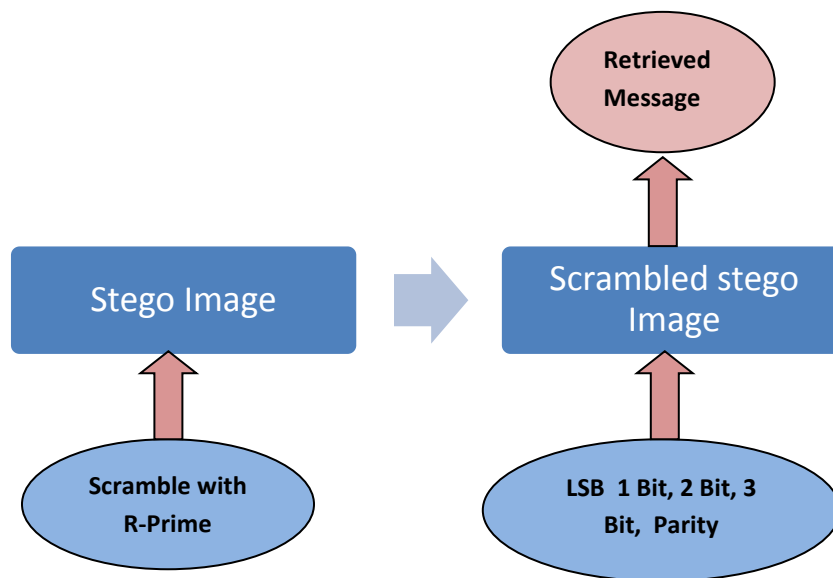 Retrieved
Message
Stego Image
Scrambled stego
Image
Scramble with
R-Prime
LSB 1 Bit, 2 Bit, 3
Bit, Parity